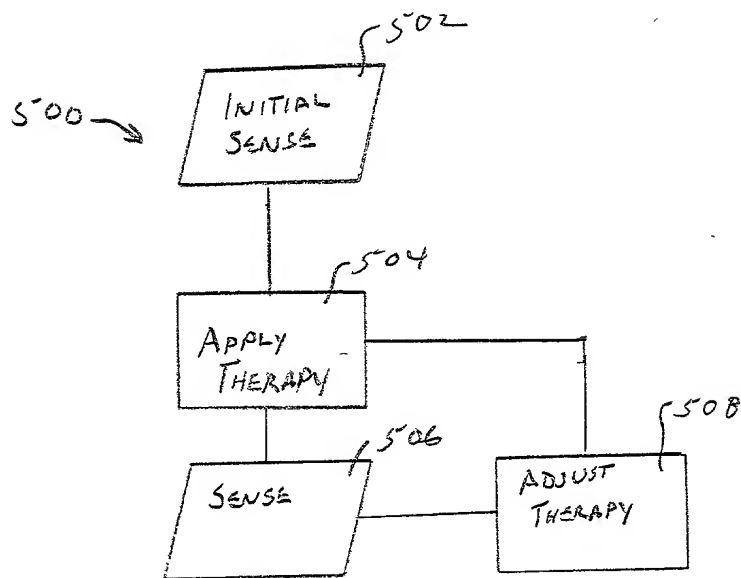 502
500
INITIAL
SENSE
504
APPLY
THERAPY
506
508
SENSE
ADJUST
THERAPY